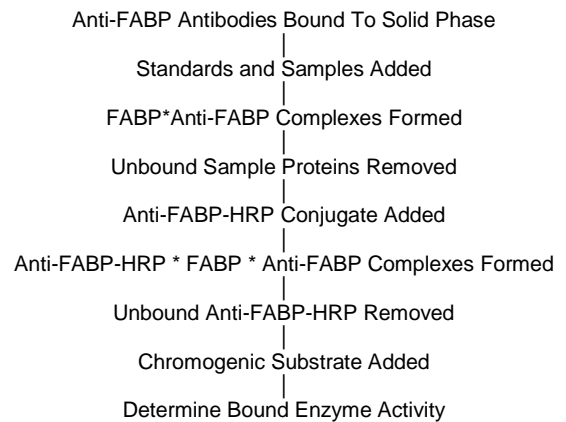 Anti-FABP Antibodies Bound To Solid Phase
Standards and Samples Added
FABP*Anti-FABP Complexes Formed
Unbound Sample Proteins Removed
Anti-FABP-HRP Conjugate Added
Anti-FABP-HRP * FABP * Anti-FABP Complexes Formed
Unbound Anti-FABP-HRP Removed
Chromogenic Substrate Added
Determine Bound Enzyme Activity